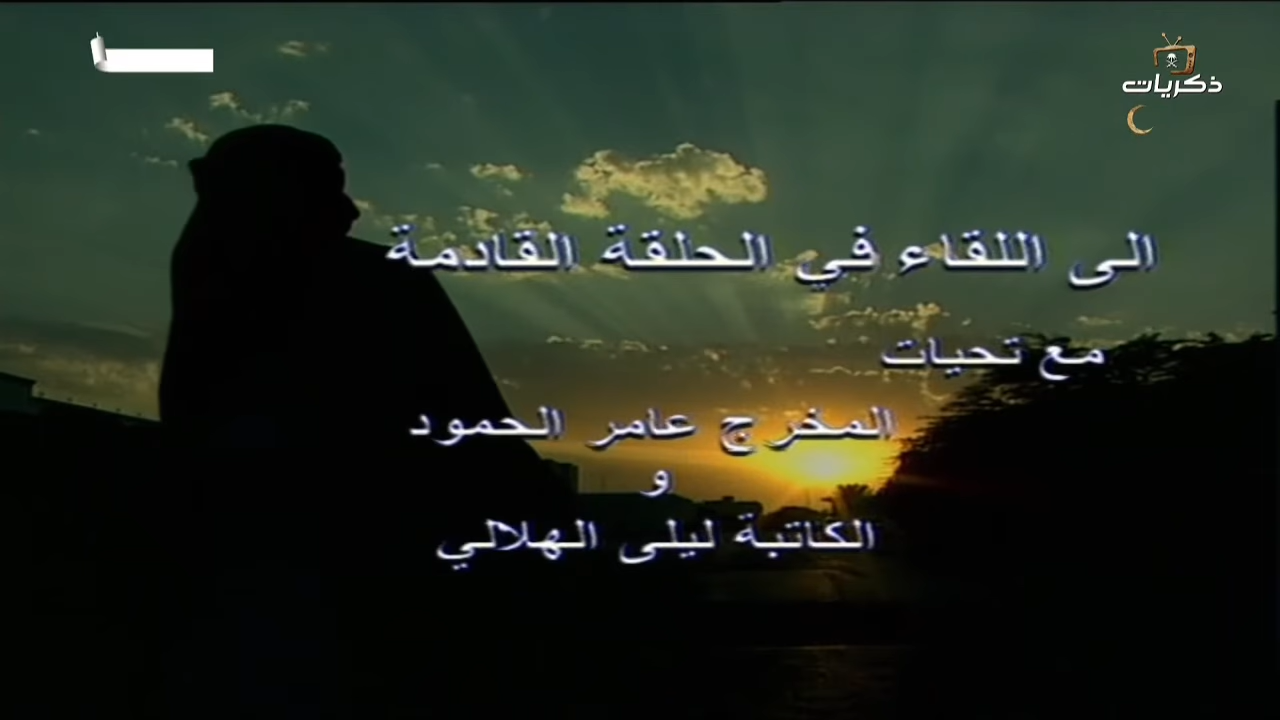 ذكريات
الى اللقاء في الحلقة القادمة
مع تحيات
المخرج عامر الحمود
و
الكاتبة ليلى الهلالي